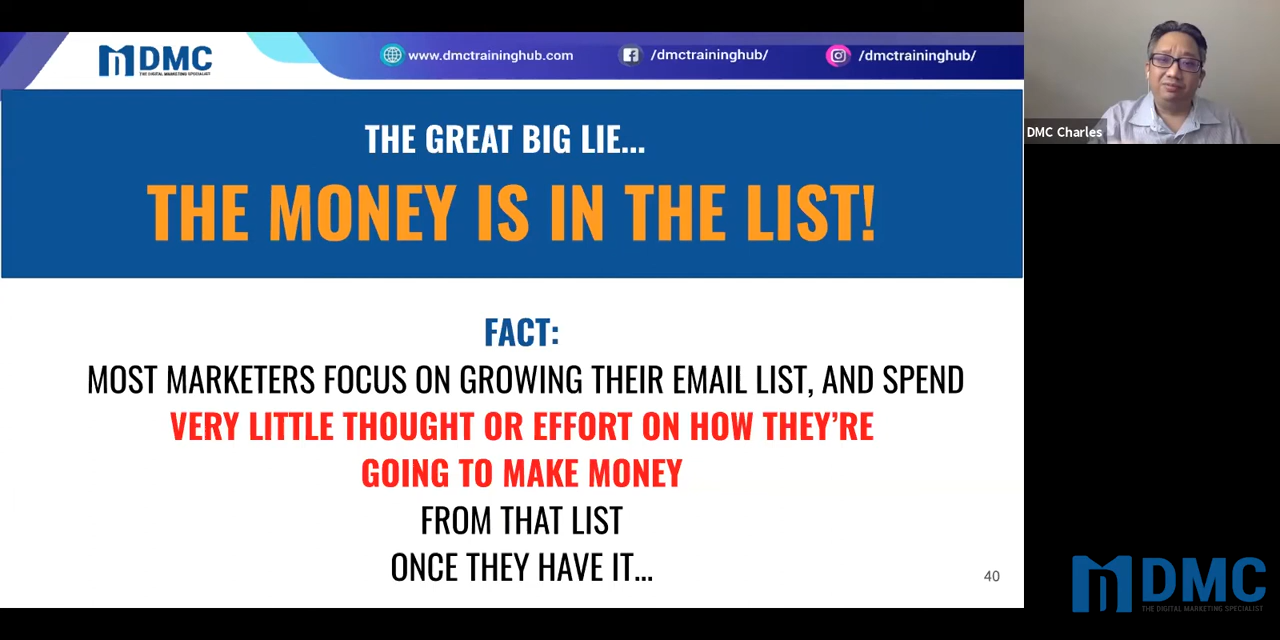 DMC
THE DIGITAL MARKETING SPECIALIST
www.dmctraininghub.com
/dmctraininghub/
/dmctraininghub/
DMC Charles
THE GREAT BIG LIE...
THE MONEY IS IN THE LIST!
FACT:
MOST MARKETERS FOCUS ON GROWING THEIR EMAIL LIST, AND SPEND
VERY LITTLE THOUGHT OR EFFORT ON HOW THEY'RE
GOING TO MAKE MONEY
FROM THAT LIST
ONCE THEY HAVE IT...
40
DMC
THE DIGITAL MARKETING SPECIALIST